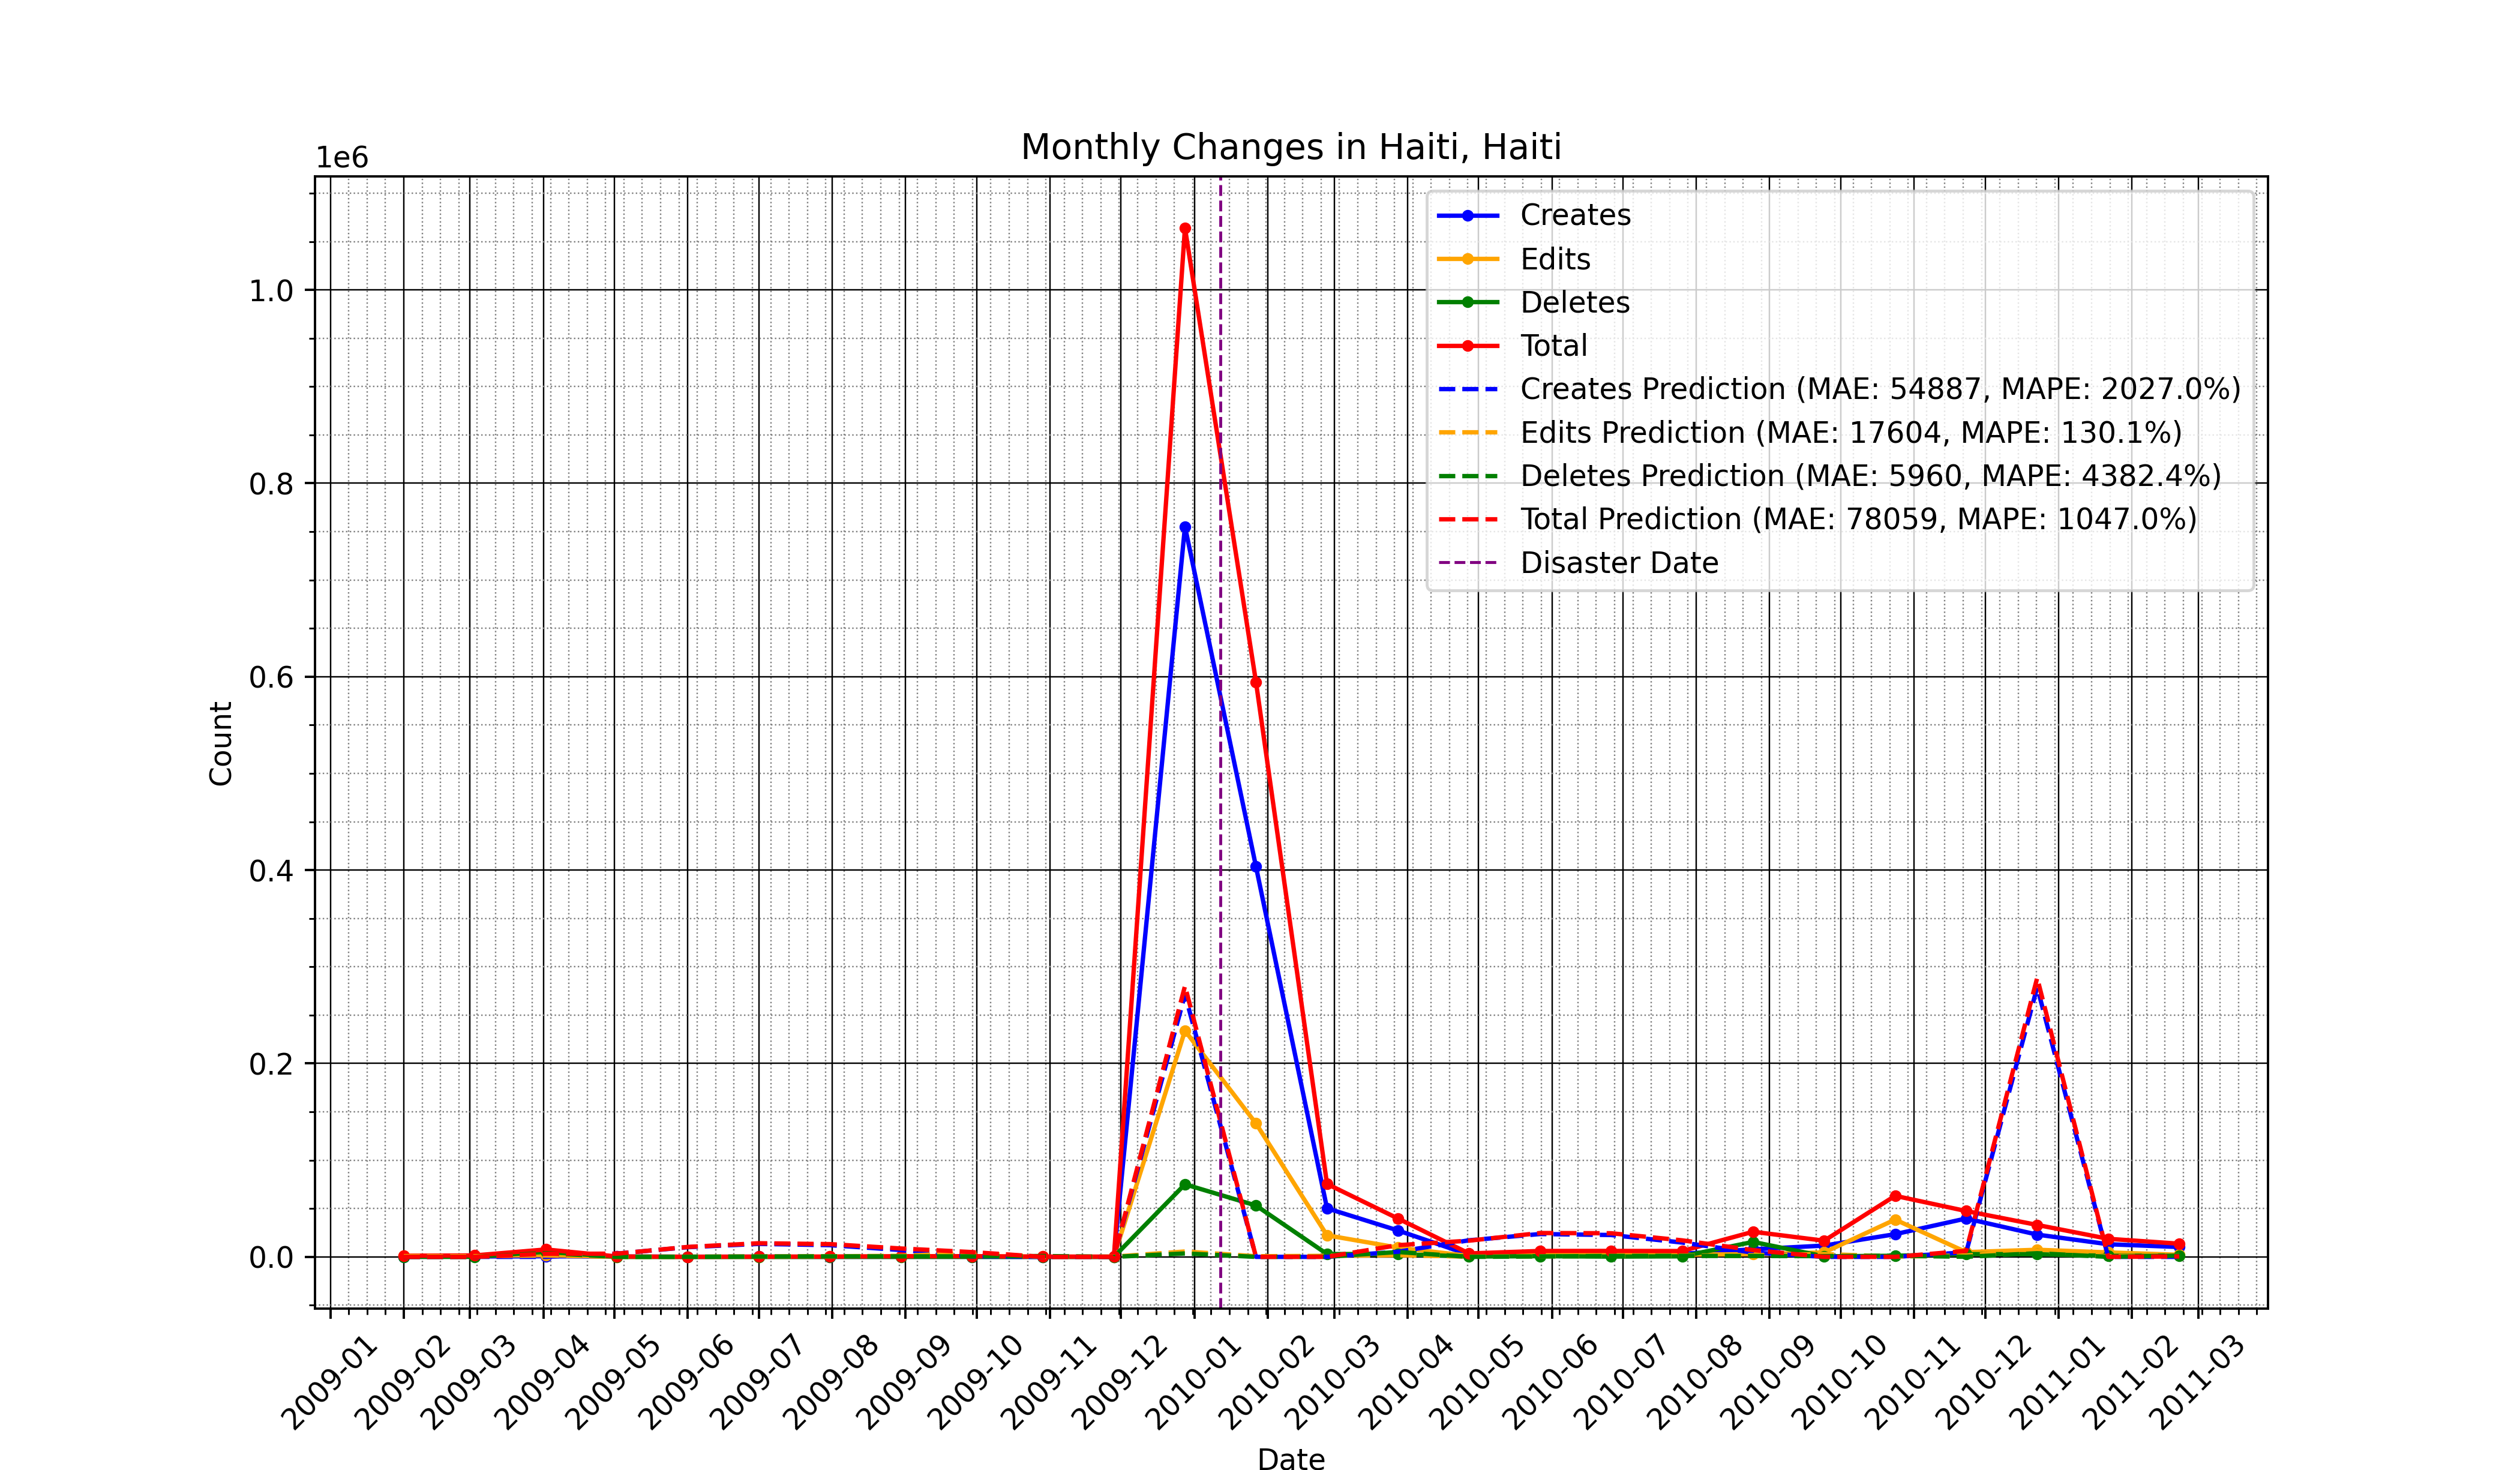 Monthly Changes in Haiti, Haiti
1e6
Creates
Edits
Deletes
Total
Creates Prediction (MAE: 54887, MAPE: 2027.0%)
Edits Prediction (MAE: 17604, MAPE: 130.1%)
Deletes Prediction (MAE: 5960, MAPE: 4382.4%)
Total Prediction (MAE: 78059, MAPE: 1047.0%)
Disaster Date
1.0
0.8
0.6
0.4
0.2
0.0
Count
2009-01
2009-02
2009-03
2009-04
2009-05
2009-06
2009-07
2009-08
2009-09
2009-10
2009-11
2009-12
2010-01
2010-02
2010-03
2010-04
2010-05
2010-06
2010-07
2010-08
2010-09
2010-10
2010-11
2010-12
2011-01
2011-02
2011-03
Date